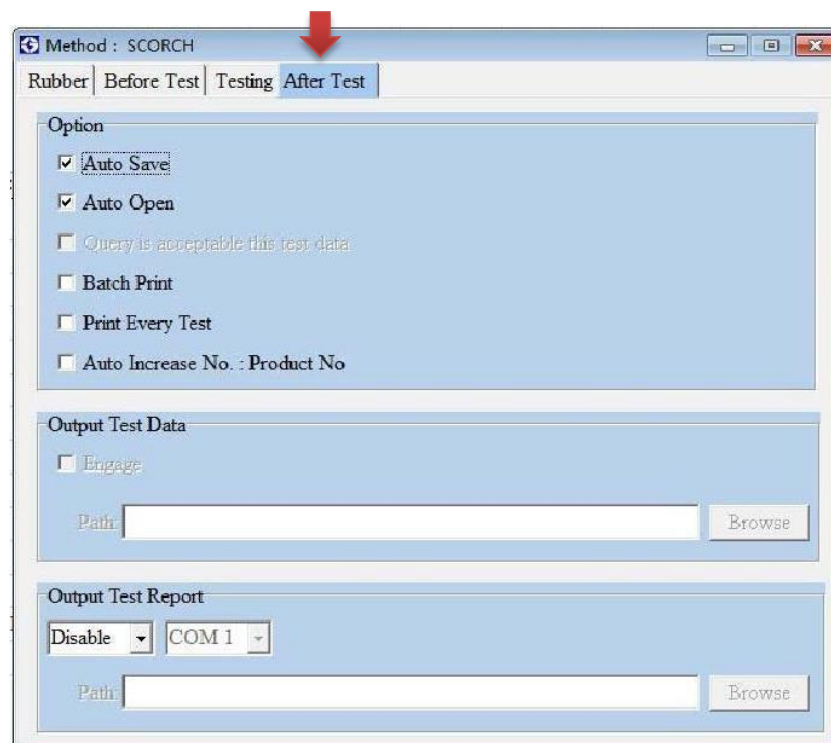 Method : SCORCH
Rubber Before Test Testing After Test
Option
Auto Save
Auto Open
Query is acceptable this test data
Batch Print
Print Every Test
Auto Increase No. : Product No
Output Test Data
Engage
Path: Browse
Output Test Report
Disable COM 1
Path: Browse